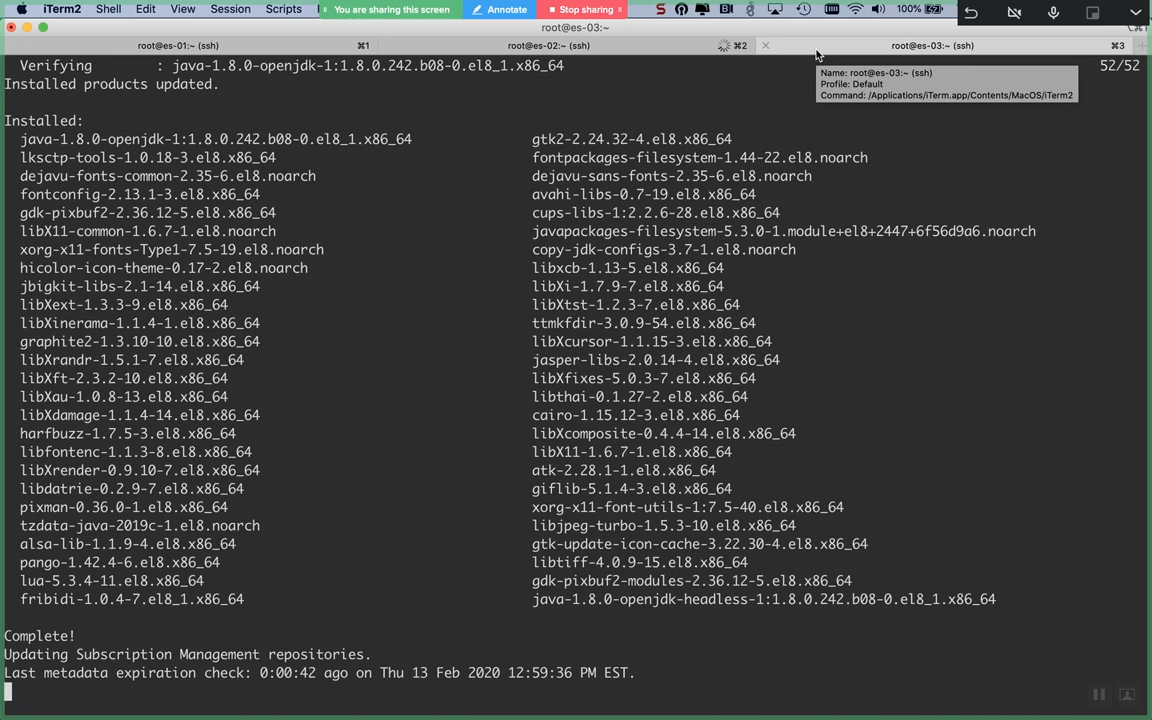 iTerm2 Shell Edit View Session Scripts You are sharing this screen Annotate Stop sharing 100%
root@es-03:~
root@es-01:~ (ssh) ⌘1 root@es-02:~ (ssh) ⌘2 root@es-03:~ (ssh) ⌘3
Verifying : java-1.8.0-openjdk-1:1.8.0.242.b08-0.el8_1.x86_64 52/52
Name: root@es-03:~ (ssh)
Profile: Default
Command: /Applications/iTerm.app/Contents/MacOS/iTerm2
Installed products updated.
Installed:
java-1.8.0-openjdk-1:1.8.0.242.b08-0.el8_1.x86_64 gtk2-2.24.32-4.el8.x86_64
lksctp-tools-1.0.18-3.el8.x86_64 fontpackages-filesystem-1.44-22.el8.noarch
dejavu-fonts-common-2.35-6.el8.noarch dejavu-sans-fonts-2.35-6.el8.noarch
fontconfig-2.13.1-3.el8.x86_64 avahi-libs-0.7-19.el8.x86_64
gdk-pixbuf2-2.36.12-5.el8.x86_64 cups-libs-1:2.2.6-28.el8.x86_64
libX11-common-1.6.7-1.el8.noarch javapackages-filesystem-5.3.0-1.module+el8+2447+6f56d9a6.noarch
xorg-x11-fonts-Type1-7.5-19.el8.noarch copy-jdk-configs-3.7-1.el8.noarch
hicolor-icon-theme-0.17-2.el8.noarch libxcb-1.13-5.el8.x86_64
jbigkit-libs-2.1-14.el8.x86_64 libXi-1.7.9-7.el8.x86_64
libXext-1.3.3-9.el8.x86_64 libXtst-1.2.3-7.el8.x86_64
libXinerama-1.1.4-1.el8.x86_64 ttmkfdir-3.0.9-54.el8.x86_64
graphite2-1.3.10-10.el8.x86_64 libXcursor-1.1.15-3.el8.x86_64
libXrandr-1.5.1-7.el8.x86_64 jasper-libs-2.0.14-4.el8.x86_64
libXft-2.3.2-10.el8.x86_64 libXfixes-5.0.3-7.el8.x86_64
libXau-1.0.8-13.el8.x86_64 libthai-0.1.27-2.el8.x86_64
libXdamage-1.1.4-14.el8.x86_64 cairo-1.15.12-3.el8.x86_64
harfbuzz-1.7.5-3.el8.x86_64 libXcomposite-0.4.4-14.el8.x86_64
libfontenc-1.1.3-8.el8.x86_64 libX11-1.6.7-1.el8.x86_64
libXrender-0.9.10-7.el8.x86_64 atk-2.28.1-1.el8.x86_64
libdatrie-0.2.9-7.el8.x86_64 giflib-5.1.4-3.el8.x86_64
pixman-0.36.0-1.el8.x86_64 xorg-x11-font-utils-1:7.5-40.el8.x86_64
tzdata-java-2019c-1.el8.noarch libjpeg-turbo-1.5.3-10.el8.x86_64
alsa-lib-1.1.9-4.el8.x86_64 gtk-update-icon-cache-3.22.30-4.el8.x86_64
pango-1.42.4-6.el8.x86_64 libtiff-4.0.9-15.el8.x86_64
lua-5.3.4-11.el8.x86_64 gdk-pixbuf2-modules-2.36.12-5.el8.x86_64
fribidi-1.0.4-7.el8_1.x86_64 java-1.8.0-openjdk-headless-1:1.8.0.242.b08-0.el8_1.x86_64
Complete!
Updating Subscription Management repositories.
Last metadata expiration check: 0:00:42 ago on Thu 13 Feb 2020 12:59:36 PM EST.